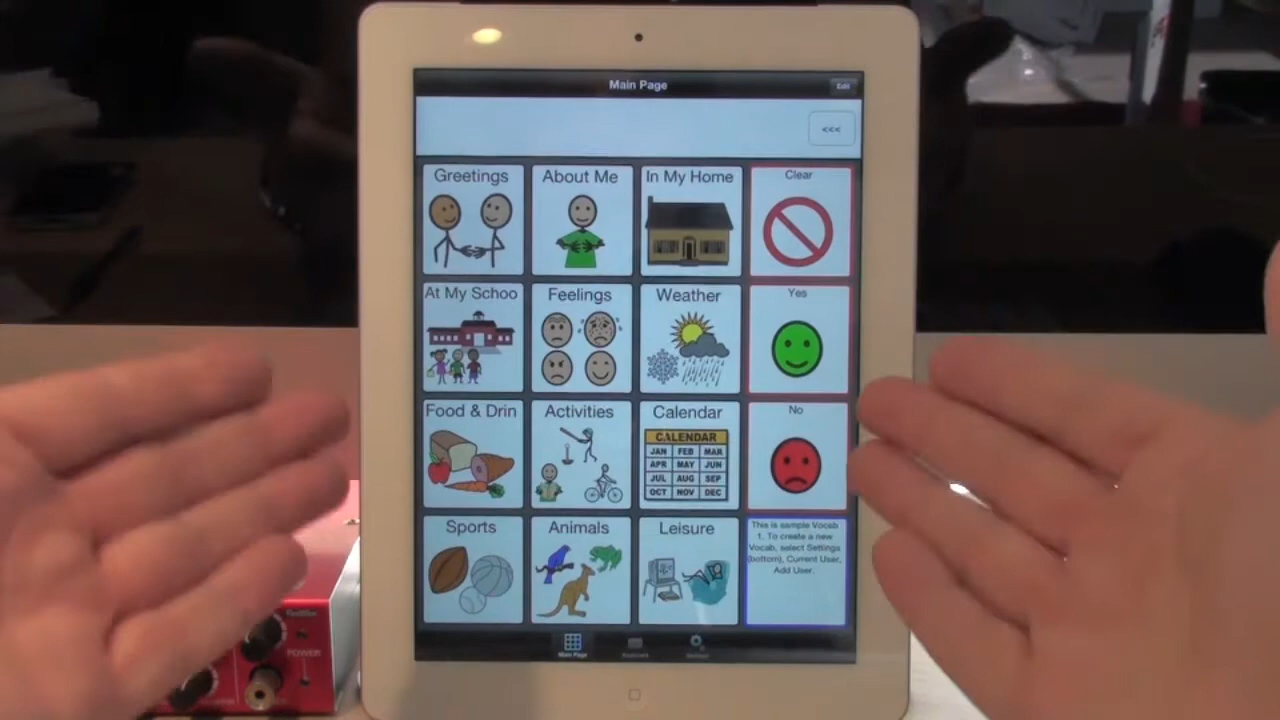 Main Page
Edit
<<<
Greetings
About Me
In My Home
Clear
At My Schoo
Feelings
Weather
Yes
Food & Drin
Activities
Calendar
No
CALENDAR
JAN FEB MAR
APR MAY JUN
JUL AUG SEP
OCT NOV DEC
Sports
Animals
Leisure
This is sample Vocab
1. To create a new
Vocab, select Settings
(bottom), Current User,
Add User.
Main Page
Keyboard
POWER